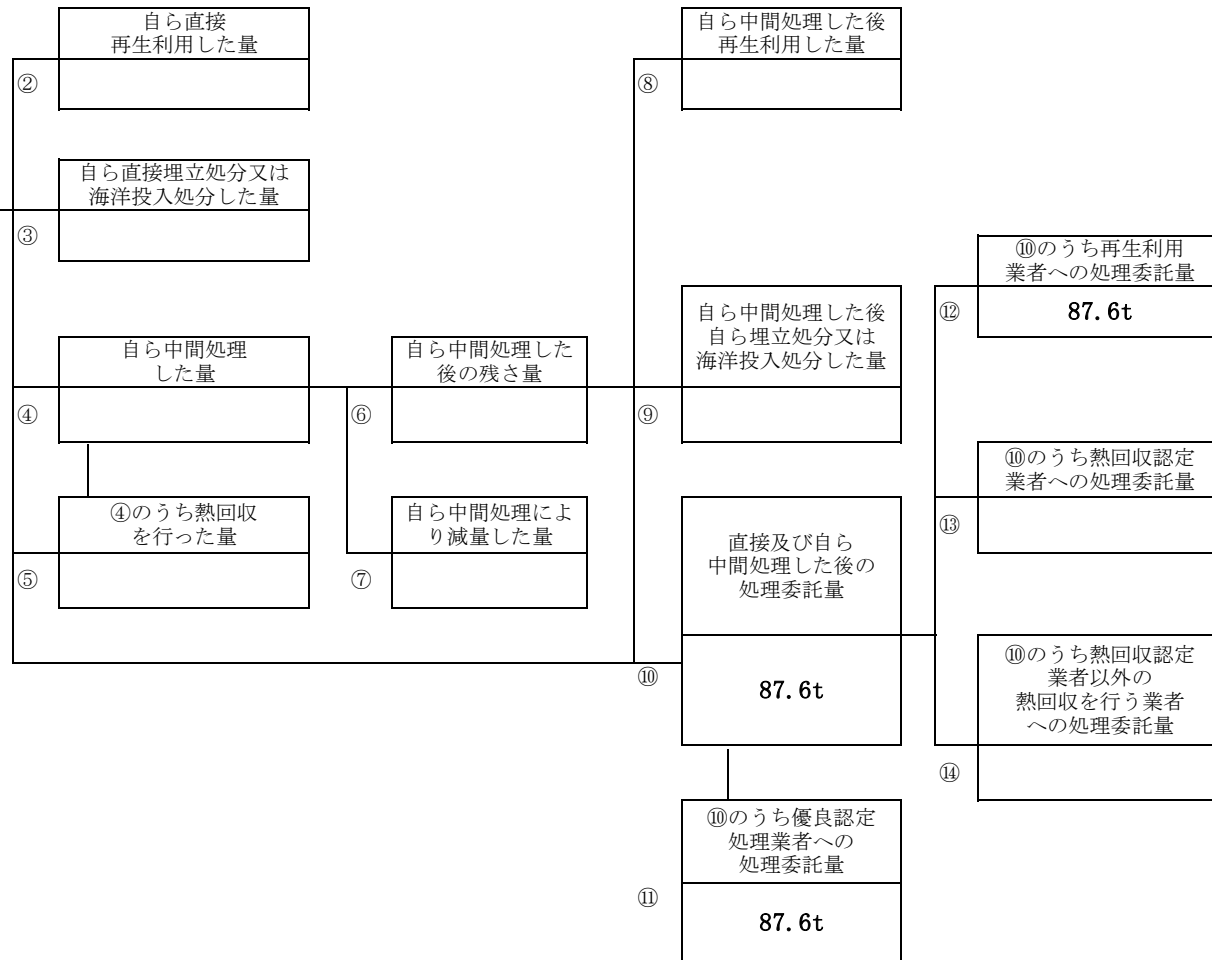 自ら直接
再生利用した量
②
自ら直接埋立処分又は
海洋投入処分した量
③
自ら中間処理
した量
④
④のうち熱回収
を行った量
⑤
自ら中間処理した
後の残さ量
⑥
自ら中間処理によ
り減量した量
⑦
自ら中間処理した後
再生利用した量
⑧
自ら中間処理した後
自ら埋立処分又は
海洋投入処分した量
⑨
直接及び自ら
中間処理した後の
処理委託量
⑩
87.6t
⑩のうち優良認定
処理業者への
処理委託量
⑪
87.6t
⑩のうち再生利用
業者への処理委託量
⑫
87.6t
⑩のうち熱回収認定
業者への処理委託量
⑬
⑩のうち熱回収認定
業者以外の
熱回収を行う業者
への処理委託量
⑭